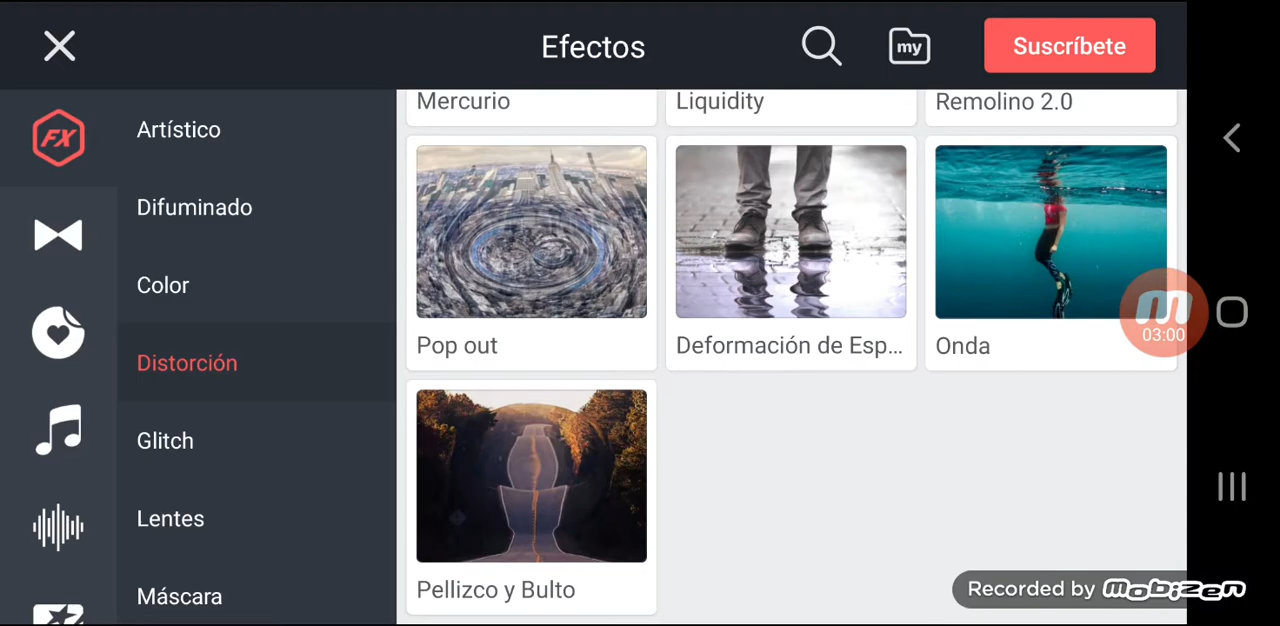 Efectos
my
Suscríbete
FX
Artístico
Difuminado
Color
Distorción
Glitch
Lentes
Máscara
Mercurio
Liquidity
Remolino 2.0
Pop out
Deformación de Esp...
Onda
03:00
Pellizco y Bulto
Recorded by mobizen